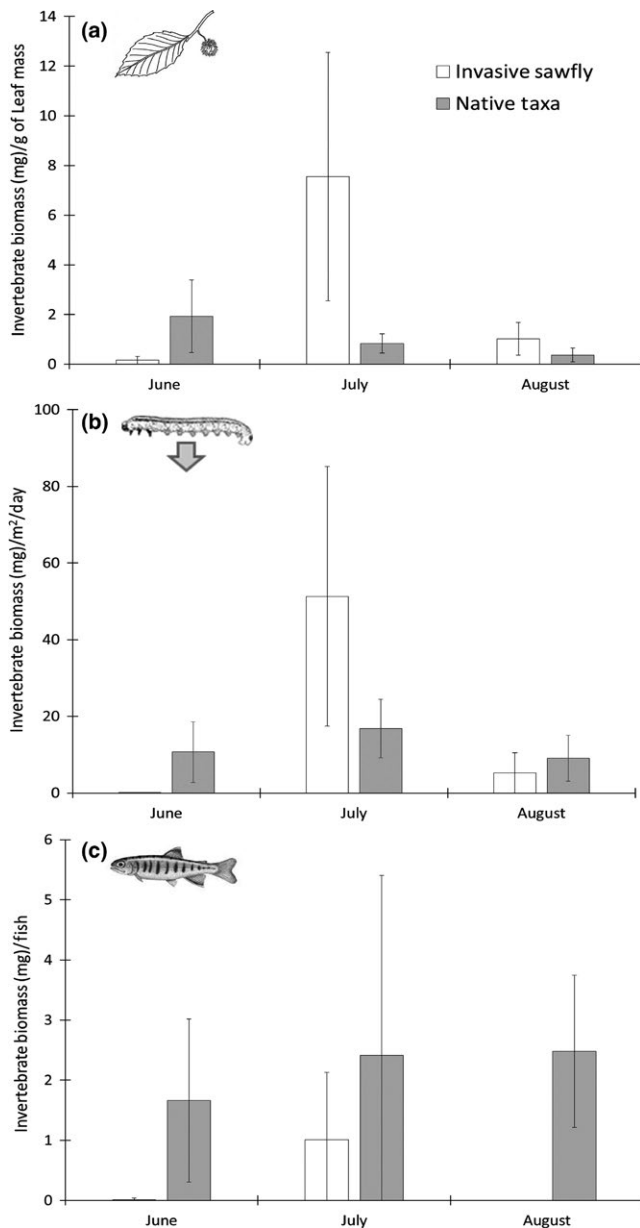 (a)
Invertebrate biomass (mg)/g of Leaf mass
14
12
10
8
6
4
2
0
Invasive sawfly
Native taxa
June July August
(b)
Invertebrate biomass (mg)/m²/day
100
80
60
40
20
0
June July August
(c)
Invertebrate biomass (mg)/fish
6
5
4
3
2
1
0
June July August